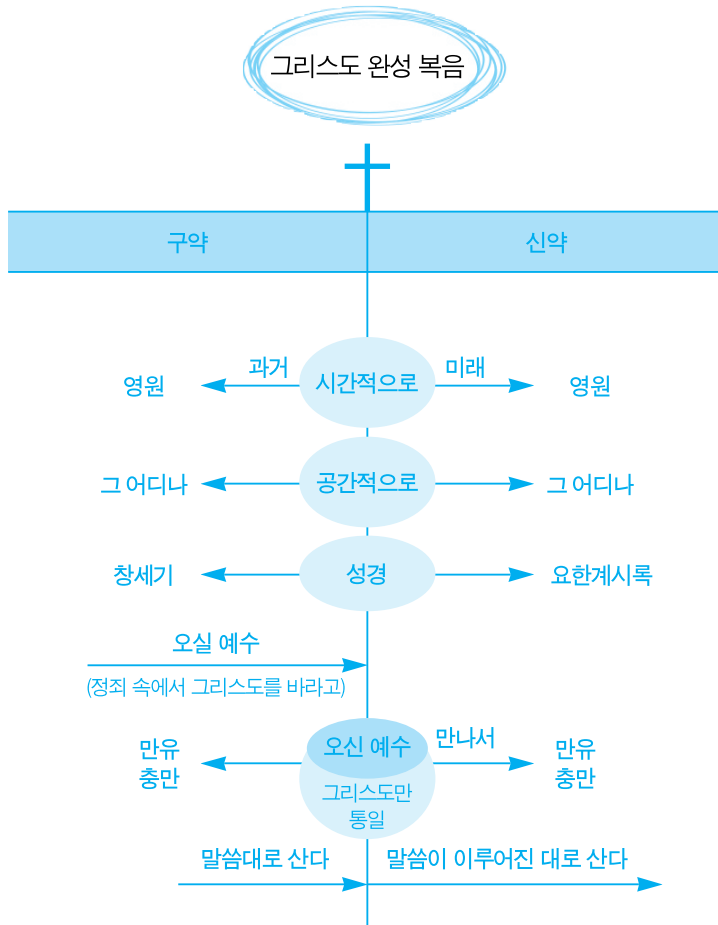 그리스도 완성 복음
구약
신약
과거
미래
영원
시간적으로
영원
그 어디나
공간적으로
그 어디나
창세기
성경
요한계시록
오실 예수
(정죄 속에서 그리스도를 바라고)
만유
충만
오신 예수
만나서
만유
충만
그리스도만
통일
말씀대로 산다
말씀이 이루어진 대로 산다